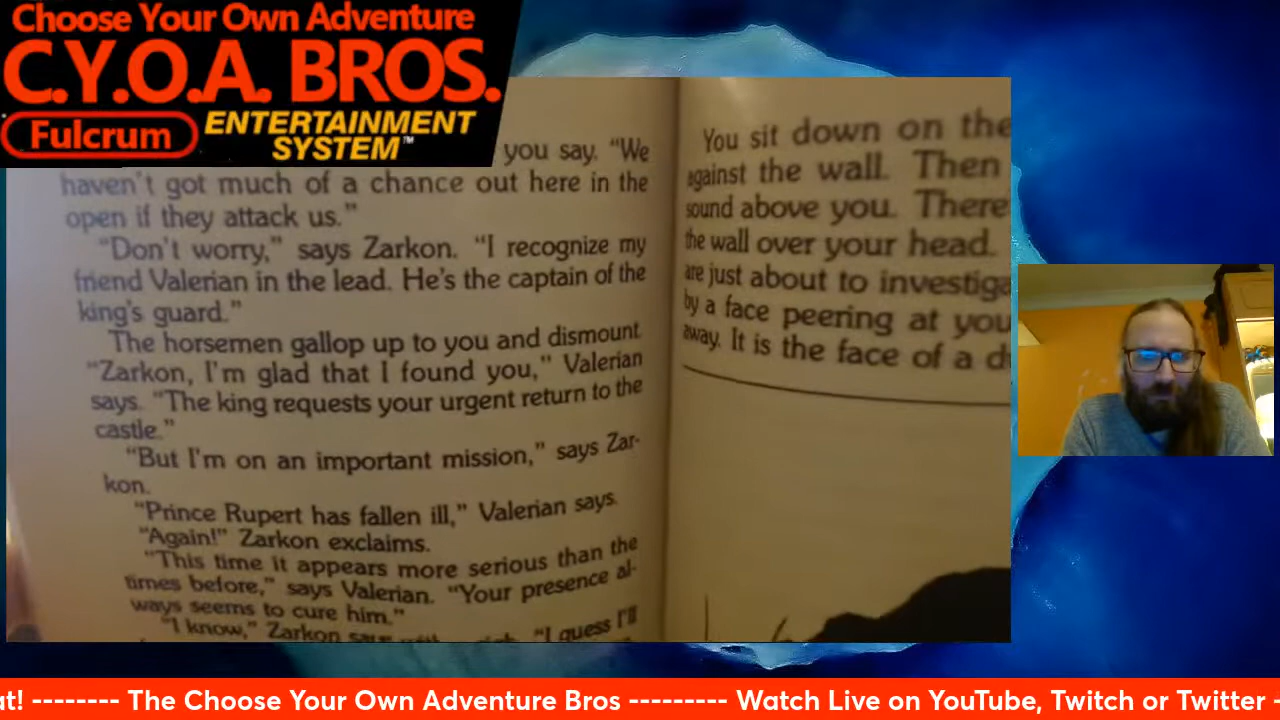 Choose Your Own Adventure
C.Y.O.A. BROS.
Fulcrum
ENTERTAINMENT
SYSTEM™
you say. "We
haven't got much of a chance out here in the
open if they attack us."
"Don't worry," says Zarkon. "I recognize my
friend Valerian in the lead. He's the captain of the
king's guard."
The horsemen gallop up to you and dismount.
"Zarkon, I'm glad that I found you," Valerian
says. "The king requests your urgent return to the
castle."
"But I'm on an important mission," says Zar-
kon.
"Prince Rupert has fallen ill," Valerian says.
"Again!" Zarkon exclaims.
"This time it appears more serious than the
times before," says Valerian. "Your presence al-
ways seems to cure him."
"I know," Zarkon "I guess I'll
You sit down on the
against the wall. Then
sound above you. There
the wall over your head.
are just about to investiga
by a face peering at you
away. It is the face of a d
at! -------- The Choose Your Own Adventure Bros --------- Watch Live on YouTube, Twitch or Twitter -